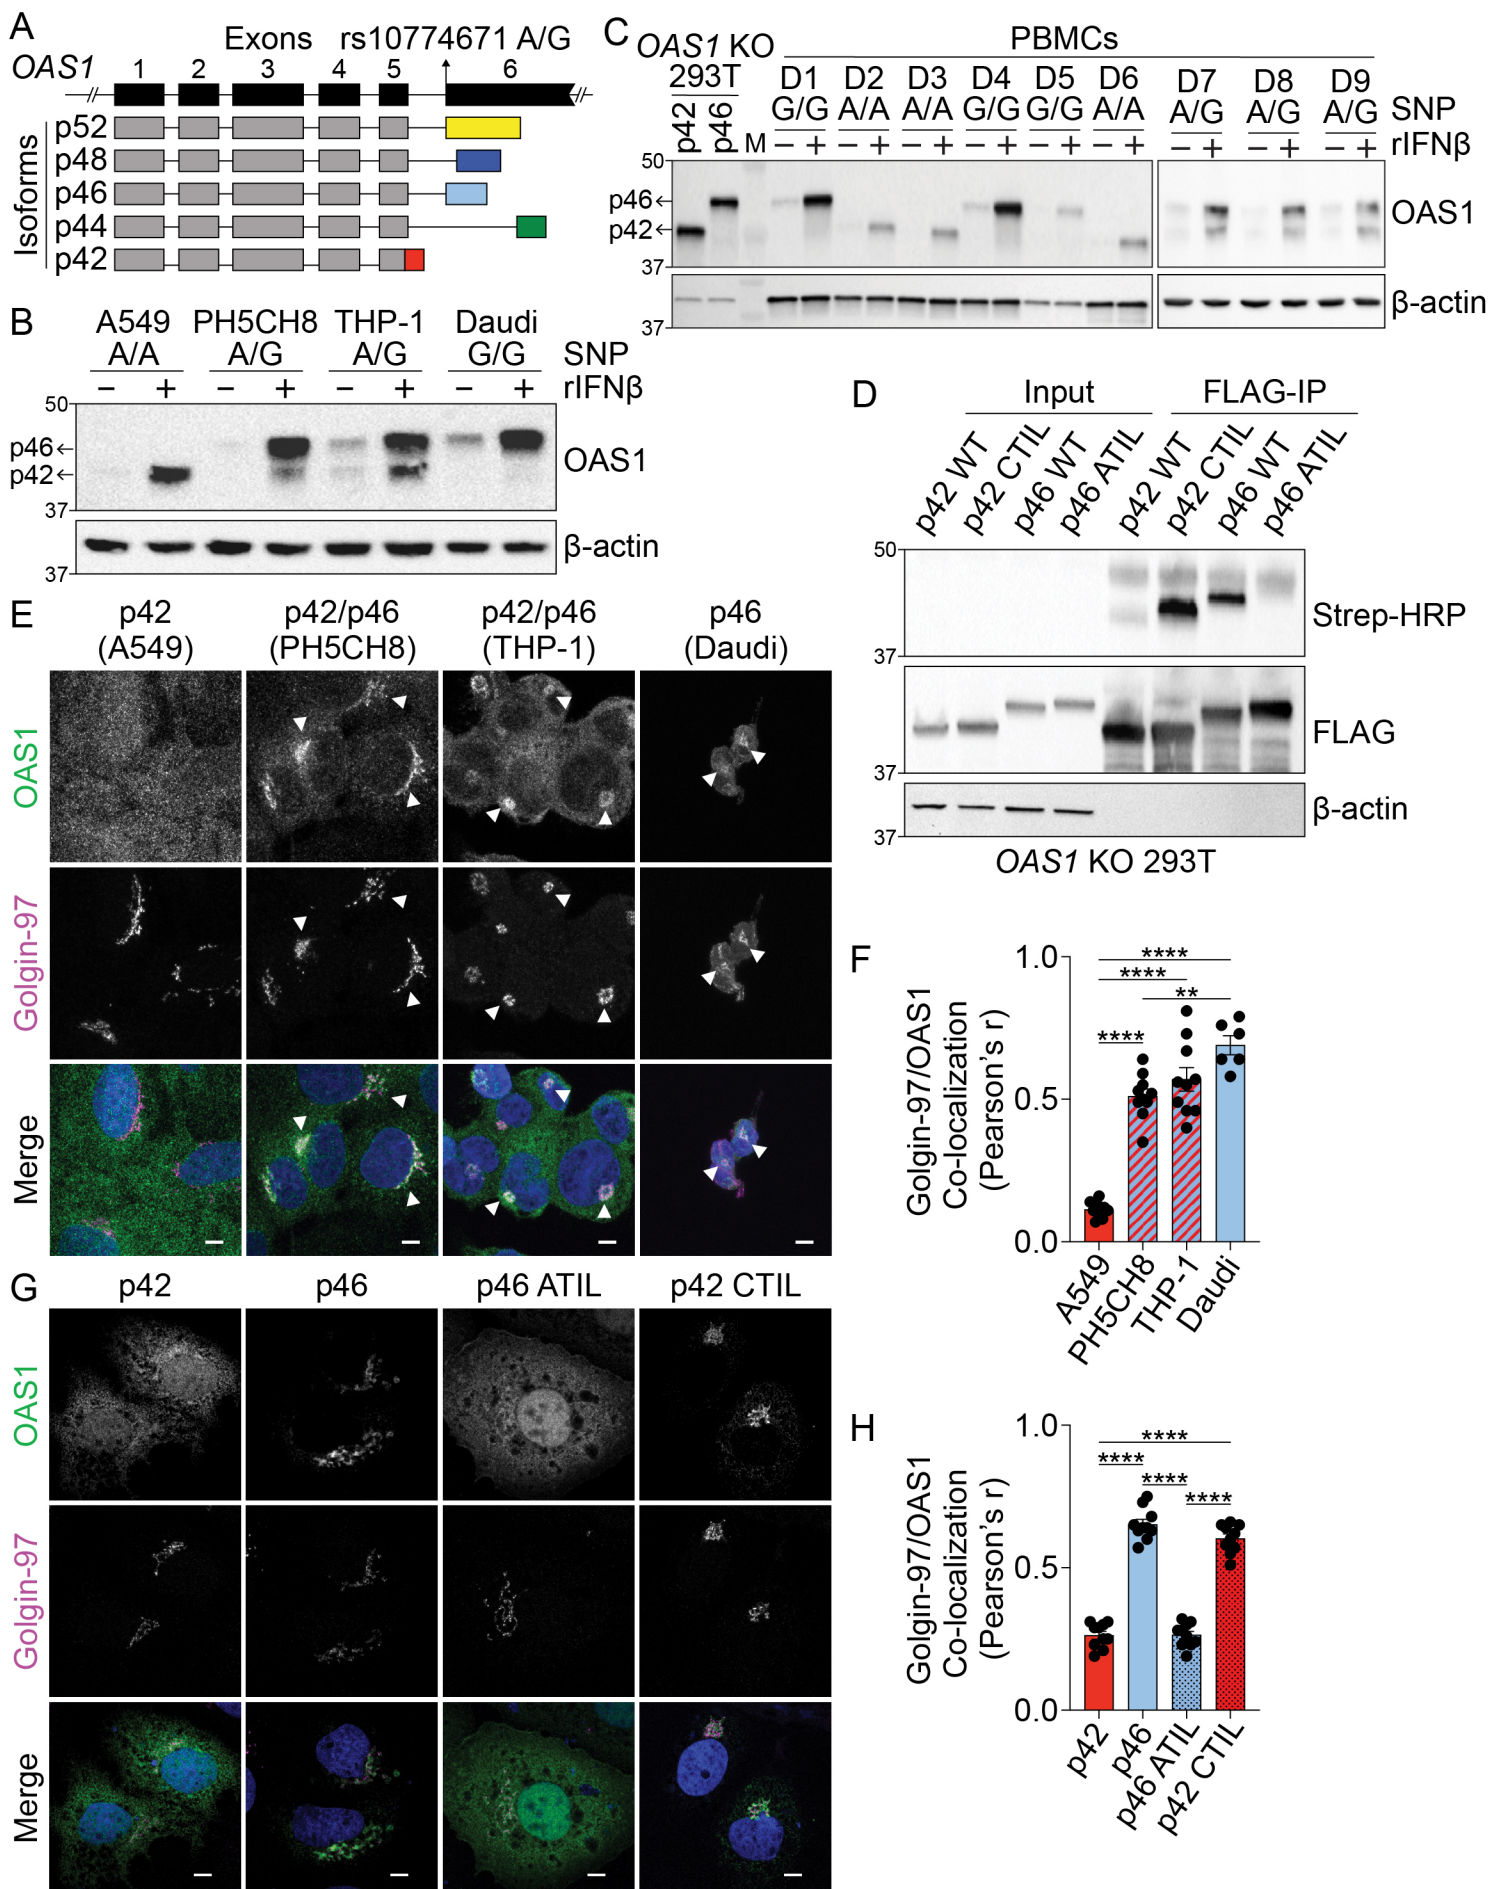 A
Exons rs10774671 A/G
OAS1 1 2 3 4 5 6
Isoforms
p52
p48
p46
p44
p42
B
A549 PH5CH8 THP-1 Daudi
A/A A/G A/G G/G SNP
− + − + − + − + rIFNβ
50
p46
p42
OAS1
37
β-actin
37
C
OAS1 KO
293T
PBMCs
p42 p46 M
D1 D2 D3 D4 D5 D6 D7 D8 D9
G/G A/A A/A G/G G/G A/A A/G A/G A/G SNP
− + − + − + − + − + − + − + − + − + rIFNβ
50
p46
p42
OAS1
37
β-actin
37
D
Input FLAG-IP
p42 WT p42 CTIL p46 WT p46 ATIL p42 WT p42 CTIL p46 WT p46 ATIL
50
Strep-HRP
37
FLAG
37
β-actin
37
OAS1 KO 293T
E
p42 p42/p46 p42/p46 p46
(A549) (PH5CH8) (THP-1) (Daudi)
OAS1
Golgin-97
Merge
F
Golgin-97/OAS1
Co-localization
(Pearson's r)
1.0
0.5
0.0
****
****
**
****
A549 PH5CH8 THP-1 Daudi
G
p42 p46 p46 ATIL p42 CTIL
OAS1
Golgin-97
Merge
H
Golgin-97/OAS1
Co-localization
(Pearson's r)
1.0
0.5
0.0
****
****
****
****
p42 p46 p46 ATIL p42 CTIL